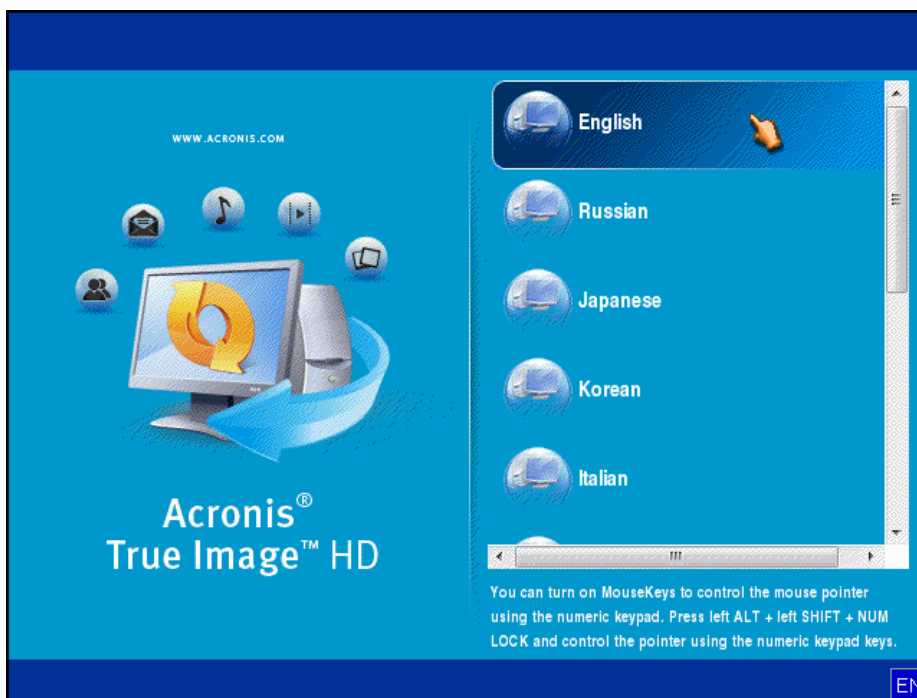 WWW.ACRONIS.COM
Acronis®
True Image™ HD
English
Russian
Japanese
Korean
Italian
You can turn on MouseKeys to control the mouse pointer
using the numeric keypad. Press left ALT + left SHIFT + NUM
LOCK and control the pointer using the numeric keypad keys.
EN